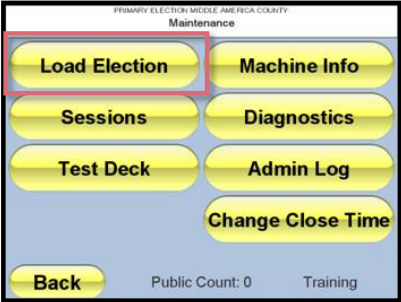 PRIMARY ELECTION MIDDLE AMERICA COUNTY
Maintenance
Load Election
Machine Info
Sessions
Diagnostics
Test Deck
Admin Log
Change Close Time
Back
Public Count: 0
Training